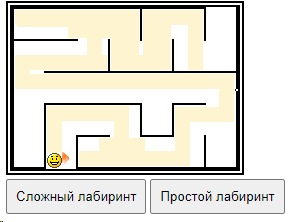 Сложный лабиринт
Простой лабиринт